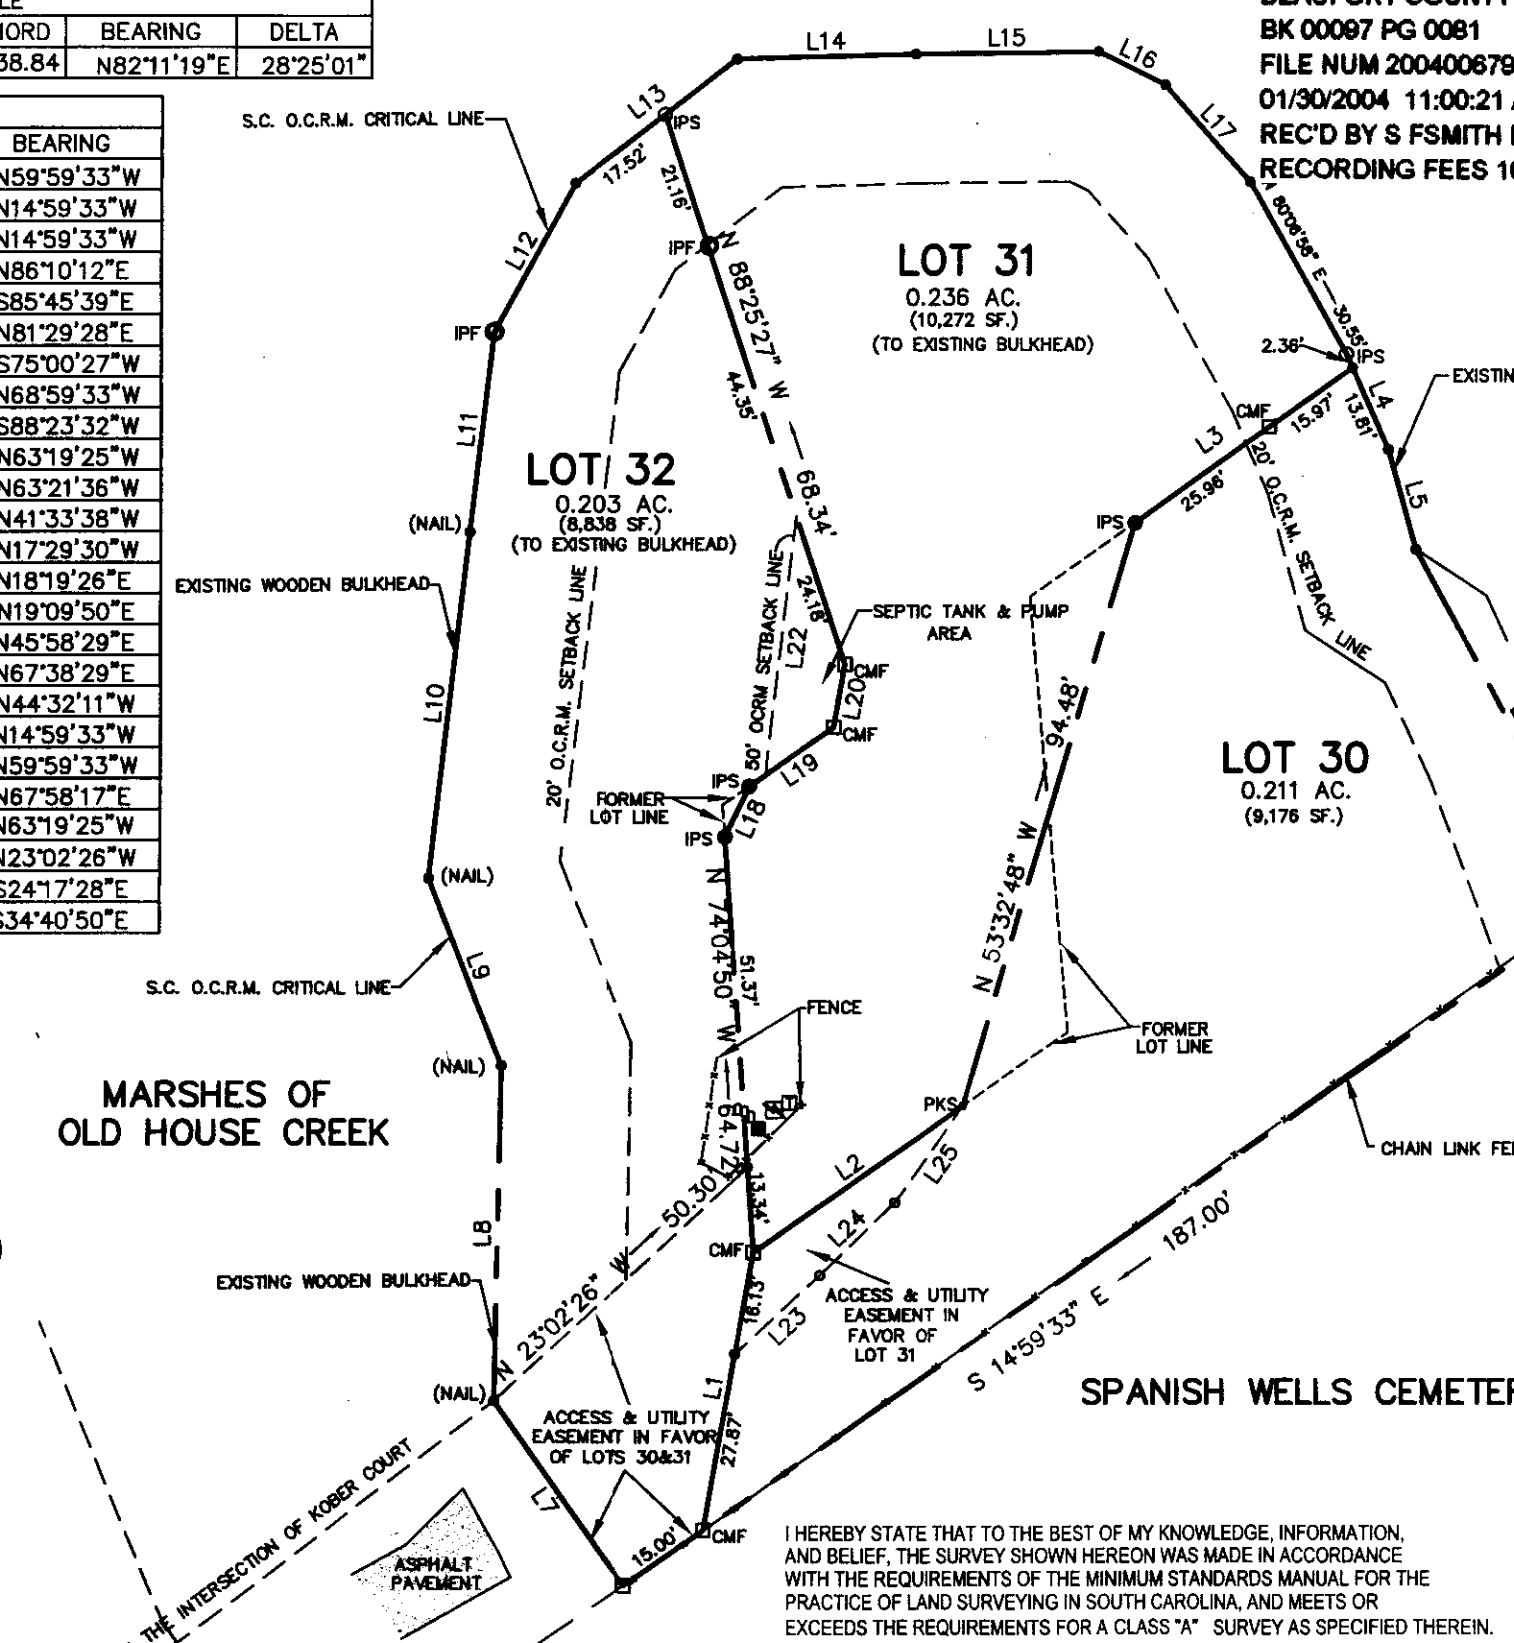 BEARING
DELTA
38.84
N82°11'19"E
28°25'01"
BEARING
N59°59'33"W
N14°59'33"W
N14°59'33"W
N86°10'12"E
S85°45'39"E
N81°29'28"E
S75°00'27"W
N68°59'33"W
S88°23'32"W
N63°19'25"W
N63°21'36"W
N41°33'38"W
N17°29'30"W
N18°19'26"E
N19°09'50"E
N45°58'29"E
N67°38'29"E
N44°32'11"W
N14°59'33"W
N59°59'33"W
N67°58'17"E
N63°19'25"W
N23°02'26"W
S24°17'28"E
S34°40'50"E
BK 00097 PG 0081
FILE NUM 200400679
01/30/2004 11:00:21
REC'D BY S FSMITH
RECORDING FEES 10
S.C. O.C.R.M. CRITICAL LINE
L12
17.52'
L13
IPS
21.16'
L14
L15
L16
L17
80°06'58" E
30.55'
2.36'
IPS
IPF
IPF
N 88°25'27" W
68.34'
44.35'
24.18'
LOT 31
0.236 AC.
(10,272 SF.)
(TO EXISTING BULKHEAD)
CMF
15.97'
L4
13.81'
L5
L3
25.96'
IPS
20' O.C.R.M. SETBACK LINE
L11
LOT 32
0.203 AC.
(8,838 SF.)
(TO EXISTING BULKHEAD)
(NAIL)
EXISTING WOODEN BULKHEAD
20' O.C.R.M. SETBACK LINE
50' OCRM SETBACK LINE
L22
SEPTIC TANK & PUMP
AREA
CMF
L20
CMF
L19
IPS
L18
IPS
FORMER
LOT LINE
L10
94.48'
N 53°32'48" W
LOT 30
0.211 AC.
(9,176 SF.)
(NAIL)
L9
S.C. O.C.R.M. CRITICAL LINE
N 74°04'50" W
64.72'
51.37'
FENCE
FORMER
LOT LINE
(NAIL)
MARSHES OF
OLD HOUSE CREEK
PKS
L2
L25
L24
L23
CHAIN LINK
L8
13.34'
CMF
16.13'
EXISTING WOODEN BULKHEAD
N 23°02'26" W
50.30'
ACCESS & UTILITY
EASEMENT IN
FAVOR OF
LOT 31
S 14°59'33" E
187.00'
SPANISH WELLS
(NAIL)
L1
27.87'
ACCESS & UTILITY
EASEMENT IN FAVOR
OF LOTS 30&31
L7
15.00'
CMF
THE INTERSECTION OF KOBER COURT
ASPHALT
PAVEMENT
I HEREBY STATE THAT TO THE BEST OF MY KNOWLEDGE, INFORMATION,
AND BELIEF, THE SURVEY SHOWN HEREON WAS MADE IN ACCORDANCE
WITH THE REQUIREMENTS OF THE MINIMUM STANDARDS MANUAL FOR THE
PRACTICE OF LAND SURVEYING IN SOUTH CAROLINA, AND MEETS OR
EXCEEDS THE REQUIREMENTS FOR A CLASS "A" SURVEY AS SPECIFIED THEREIN.